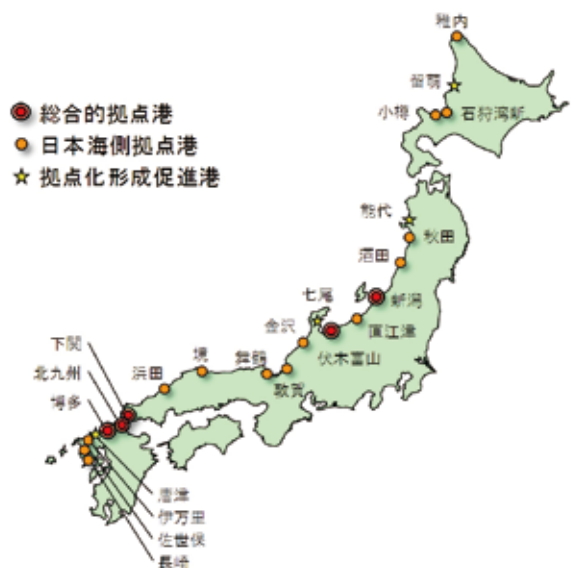 総合的拠点港
日本海側拠点港
拠点化形成促進港
稚内
留萌
小樽
石狩湾新
能代
秋田
酒田
七尾
新潟
金沢
直江津
舞鶴
伏木富山
下関
境
北九州
浜田
敦賀
博多
唐津
伊万里
佐世保
長崎